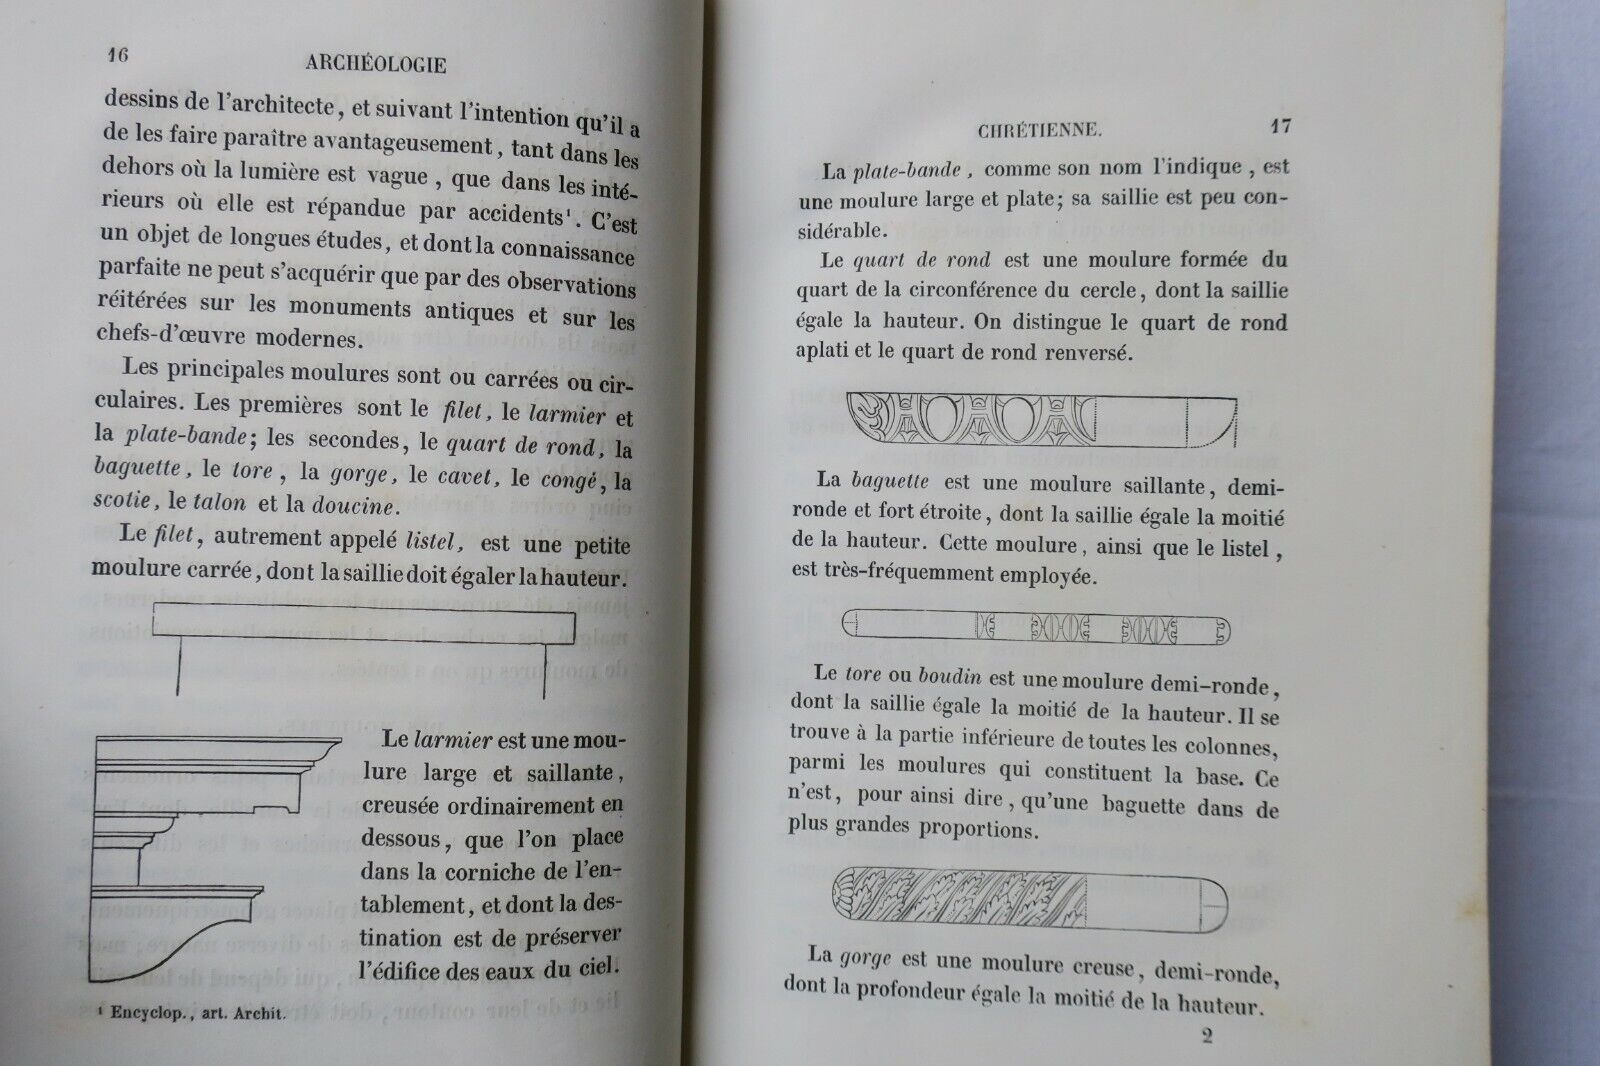 16
ARCHÉOLOGIE
dessins de l'architecte, et suivant l'intention qu'il a
de les faire paraître avantageusement, tant dans les
dehors où la lumière est vague, que dans les inté-
rieurs où elle est répandue par accidents¹. C'est
un objet de longues études, et dont la connaissance
parfaite ne peut s'acquérir que par des observations
réitérées sur les monuments antiques et sur les
chefs-d'œuvre modernes.
Les principales moulures sont ou carrées ou cir-
culaires. Les premières sont le filet, le larmier et
la plate-bande; les secondes, le quart de rond, la
baguette, le tore, la gorge, le cavet, le congé, la
scotie, le talon et la doucine.
Le filet, autrement appelé listel, est une petite
moulure carrée, dont la saillie doit égaler la hauteur.
Le larmier est une mou-
lure large et saillante,
creusée ordinairement en
dessous, que l'on place
dans la corniche de l'en-
tablement, et dont la des-
tination est de préserver
l'édifice des eaux du ciel.
¹ Encyclop., art. Archit.
CHRÉTIENNE.
17
La plate-bande, comme son nom l'indique, est
une moulure large et plate; sa saillie est peu con-
sidérable.
Le quart de rond est une moulure formée du
quart de la circonférence du cercle, dont la saillie
égale la hauteur. On distingue le quart de rond
aplati et le quart de rond renversé.
La baguette est une moulure saillante, demi-
ronde et fort étroite, dont la saillie égale la moitié
de la hauteur. Cette moulure, ainsi que le listel,
est très-fréquemment employée.
Le tore ou boudin est une moulure demi-ronde,
dont la saillie égale la moitié de la hauteur. Il se
trouve à la partie inférieure de toutes les colonnes,
parmi les moulures qui constituent la base. Ce
n'est, pour ainsi dire, qu'une baguette dans de
plus grandes proportions.
La gorge est une moulure creuse, demi-ronde,
dont la profondeur égale la moitié de la hauteur.
2